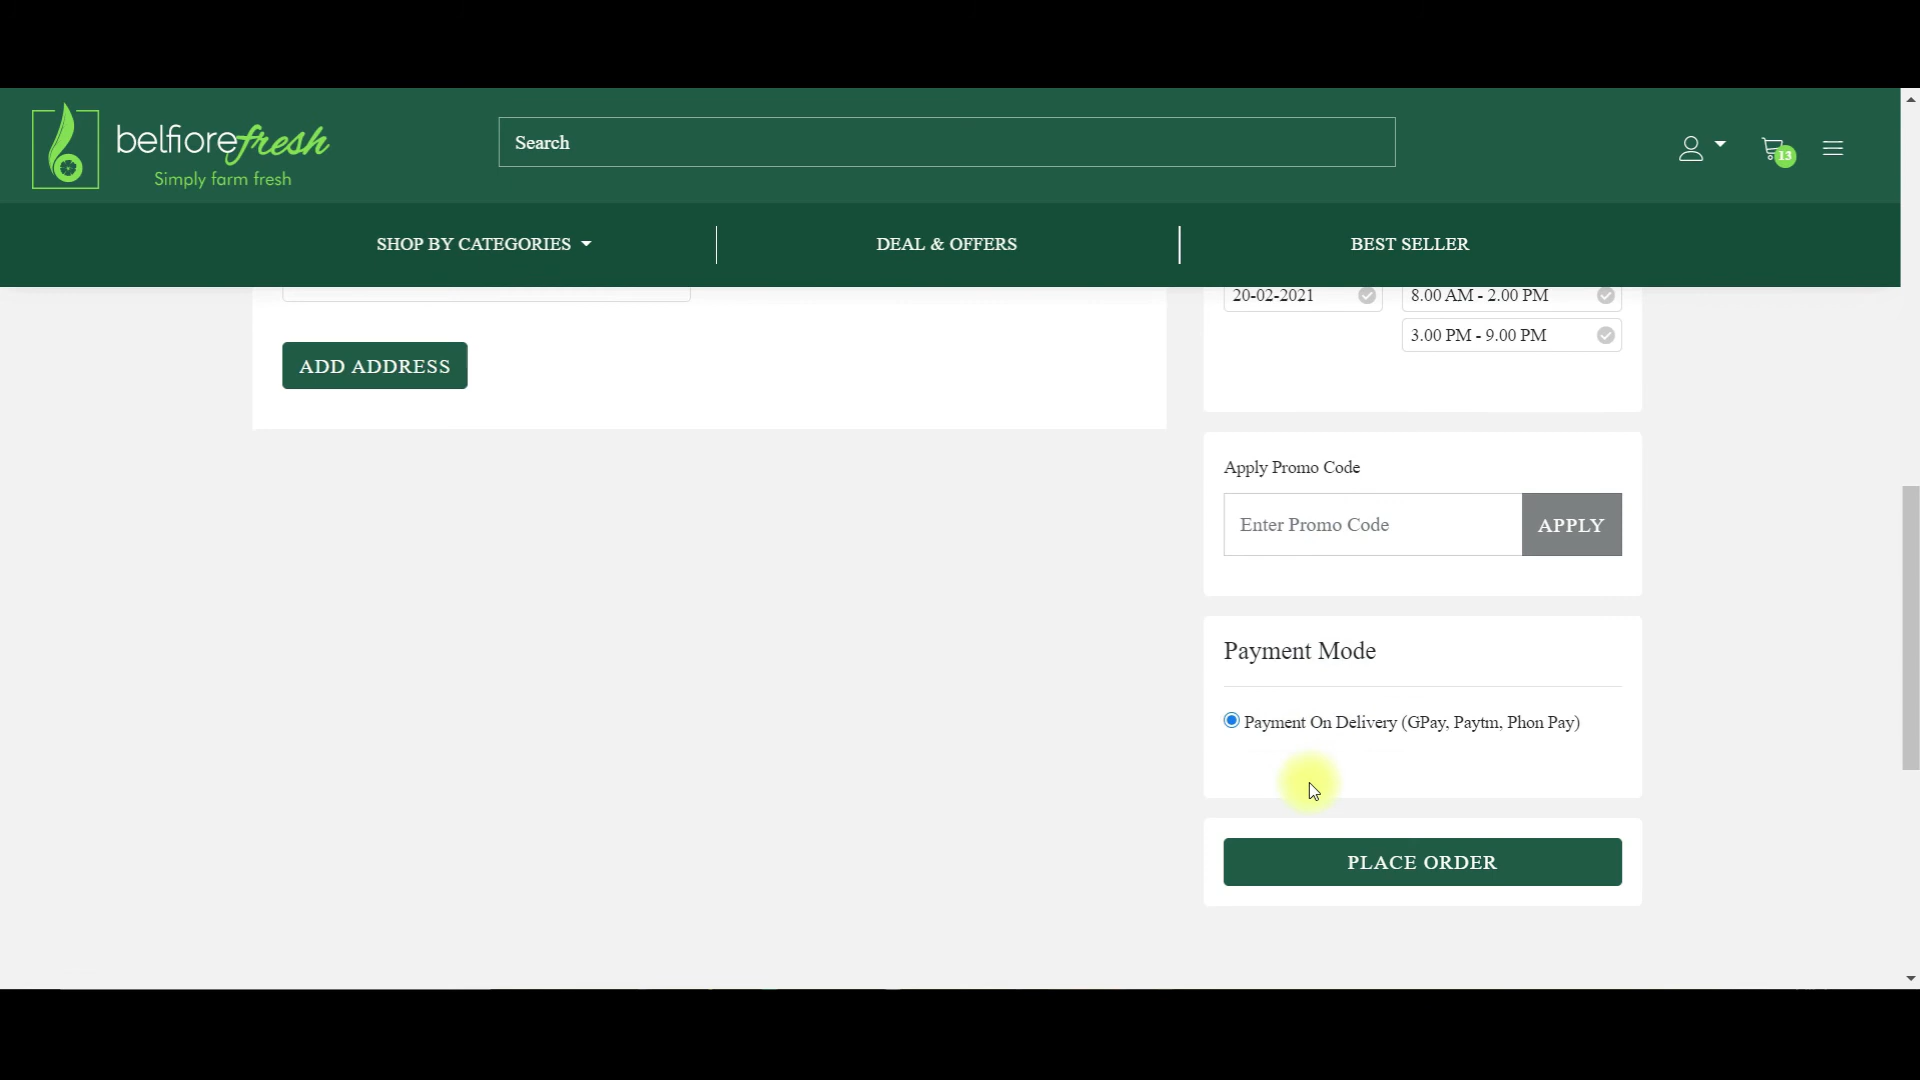 belfiorefresh
Simply farm fresh
Search
13
SHOP BY CATEGORIES
DEAL & OFFERS
BEST SELLER
20-02-2021
8.00 AM - 2.00 PM
3.00 PM - 9.00 PM
ADD ADDRESS
Apply Promo Code
Enter Promo Code
APPLY
Payment Mode
Payment On Delivery (GPay, Paytm, Phon Pay)
PLACE ORDER